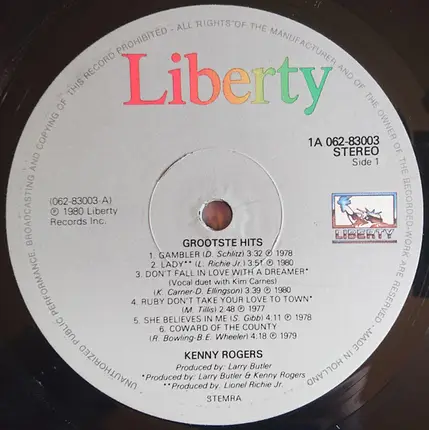 UNAUTHORIZED PUBLIC PERFORMANCE, BROADCASTING AND COPYING OF THIS RECORD PROHIBITED - ALL RIGHTS OF THE MANUFACTURER AND OF THE OWNER OF THE RECORDED-WORK ARE RESERVED - MADE IN HOLLAND
Liberty
1A 062-83003
STEREO
Side 1
(062-83003 A)
℗ 1980 Liberty
Records Inc.
LIBERTY
GROOTSTE HITS
1. GAMBLER (D. Schlitz) 3:32 ℗ 1978
2. LADY** (L. Richie Jr.) 3:51 ℗ 1980
3. DON'T FALL IN LOVE WITH A DREAMER*
(Vocal duet with Kim Carnes)
(K. Carner-D. Ellingson) 3:39 ℗ 1980
4. RUBY DON'T TAKE YOUR LOVE TO TOWN*
(M. Tillis) 2:48 ℗ 1977
5. SHE BELIEVES IN ME (S. Gibb) 4:11 ℗ 1978
6. COWARD OF THE COUNTY
(R. Bowling-B.E. Wheeler) 4:18 ℗ 1979
KENNY ROGERS
Produced by: Larry Butler
*Produced by: Larry Butler & Kenny Rogers
**Produced by: Lionel Richie Jr.
STEMRA